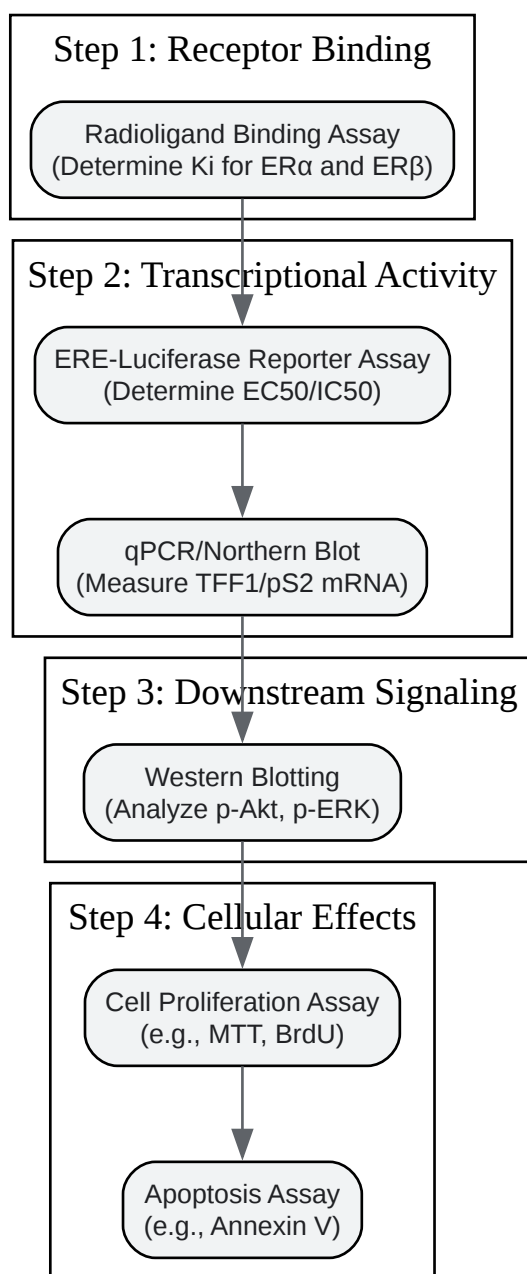 Step 1: Receptor Binding
Radioligand Binding Assay
(Determine Ki for ERα and ERβ)
Step 2: Transcriptional Activity
ERE-Luciferase Reporter Assay
(Determine EC50/IC50)
qPCR/Northern Blot
(Measure TFF1/pS2 mRNA)
Step 3: Downstream Signaling
Western Blotting
(Analyze p-Akt, p-ERK)
Step 4: Cellular Effects
Cell Proliferation Assay
(e.g., MTT, BrdU)
Apoptosis Assay
(e.g., Annexin V)